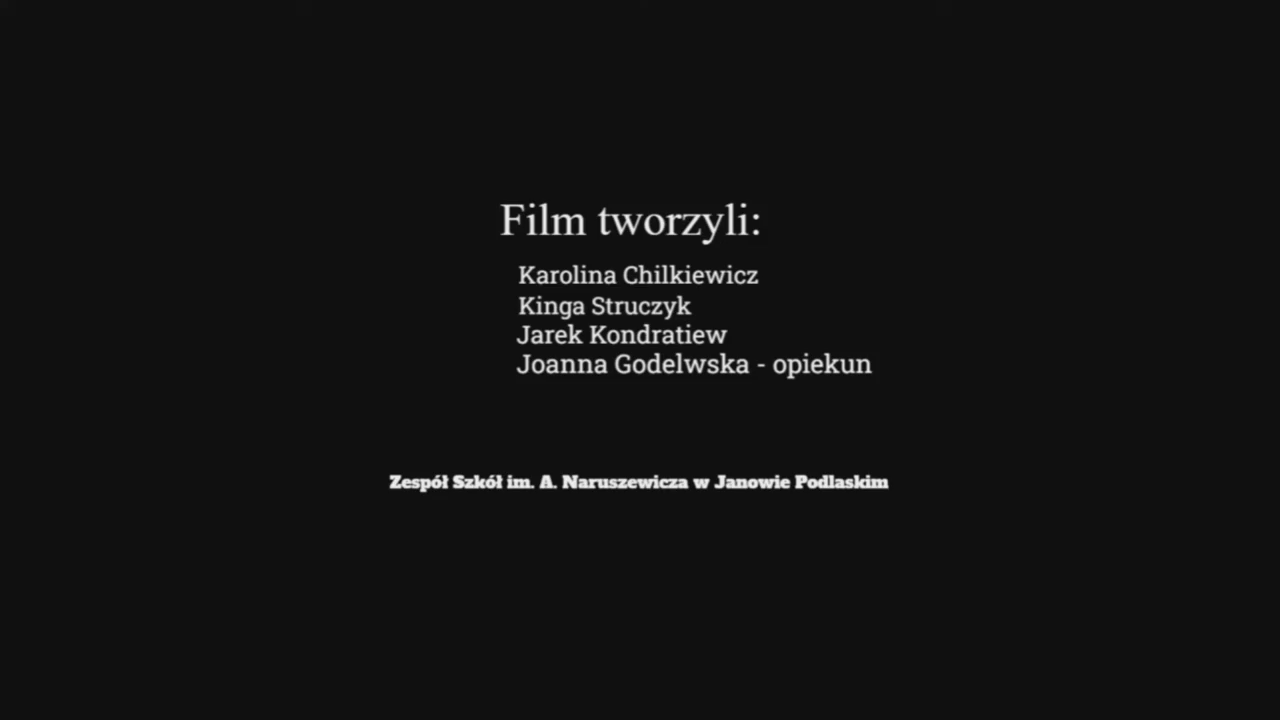 Film tworzyli:
Karolina Chilkiewicz
Kinga Struczyk
Jarek Kondratiew
Joanna Godelwska - opiekun
Zespół Szkół im. A. Naruszewicza w Janowie Podlaskim